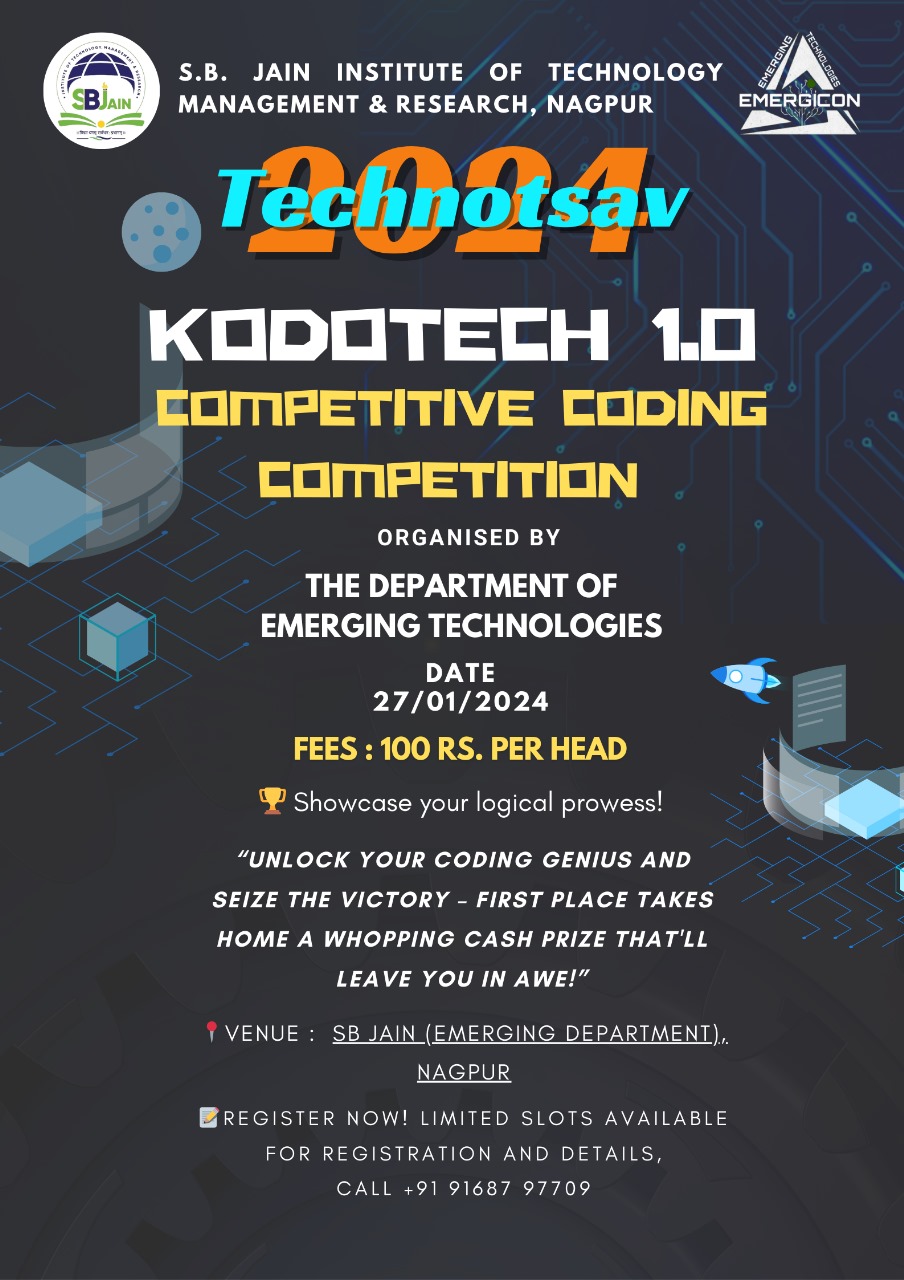 S.B. JAIN INSTITUTE OF TECHNOLOGY
MANAGEMENT & RESEARCH, NAGPUR
SBJAIN
EMERGING
TECHNOLOGIES
EMERGICON
2024
Technotsav
KODOTECH 1.0
COMPETITIVE CODING
COMPETITION
ORGANISED BY
THE DEPARTMENT OF
EMERGING TECHNOLOGIES
DATE
27/01/2024
FEES : 100 RS. PER HEAD
🏆 Showcase your logical prowess!
“UNLOCK YOUR CODING GENIUS AND
SEIZE THE VICTORY – FIRST PLACE TAKES
HOME A WHOPPING CASH PRIZE THAT'LL
LEAVE YOU IN AWE!”
📍VENUE : SB JAIN (EMERGING DEPARTMENT),
NAGPUR
📝REGISTER NOW! LIMITED SLOTS AVAILABLE
FOR REGISTRATION AND DETAILS,
CALL +91 91687 97709